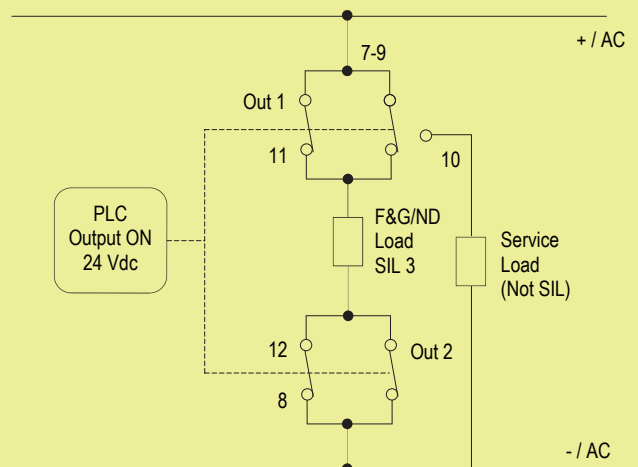 + / AC
7-9
Out 1
11
10
PLC
Output ON
24 Vdc
F&G/ND
Load
SIL 3
Service
Load
(Not SIL)
12
Out 2
8
- / AC